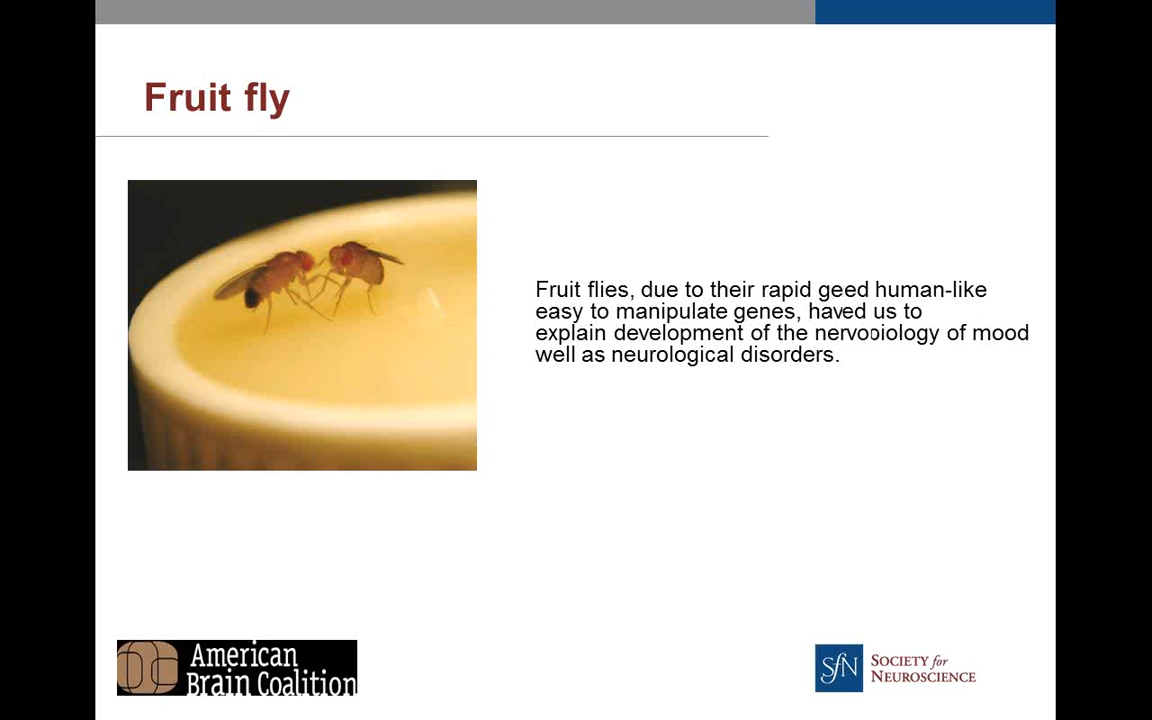 Fruit fly
Fruit flies, due to their rapid geed human-like
easy to manipulate genes, haved us to
explain development of the nervobiology of mood
well as neurological disorders.
American
Brain Coalition
SfN
SOCIETY for
NEUROSCIENCE